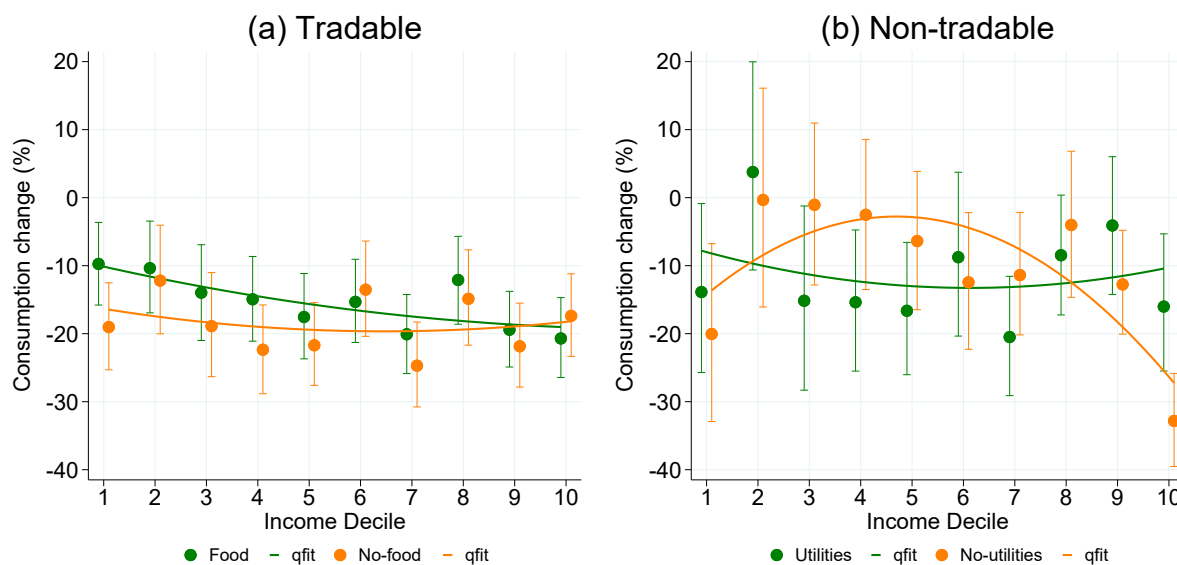 (a) Tradable
20
10
0
-10
-20
-30
-40
Consumption change (%)
1 2 3 4 5 6 7 8 9 10
Income Decile
Food qfit No-food qfit
(b) Non-tradable
20
10
0
-10
-20
-30
-40
Consumption change (%)
1 2 3 4 5 6 7 8 9 10
Income Decile
Utilities qfit No-utilities qfit